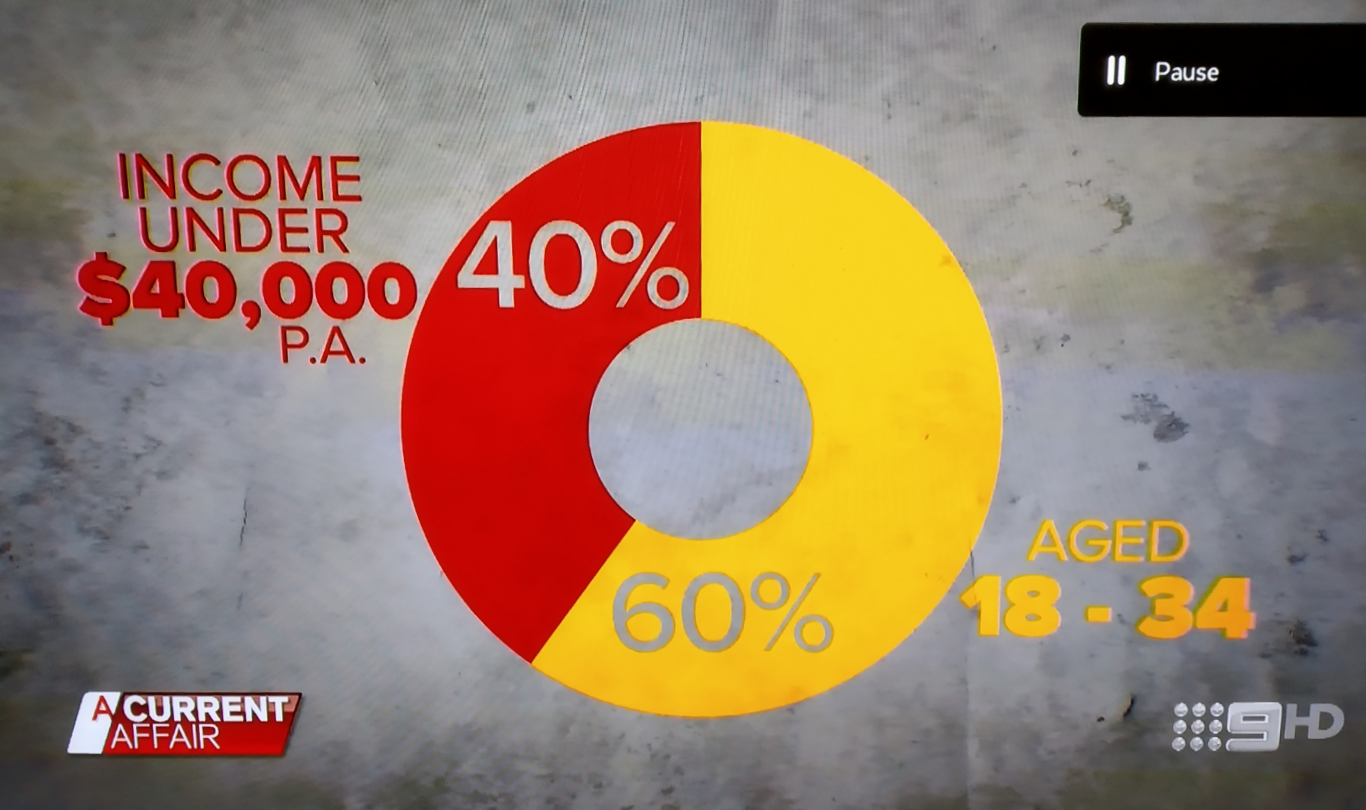 Pause
INCOME
UNDER
$40,000
P.A.
40%
60%
AGED
18 - 34
A CURRENT
AFFAIR
9HD